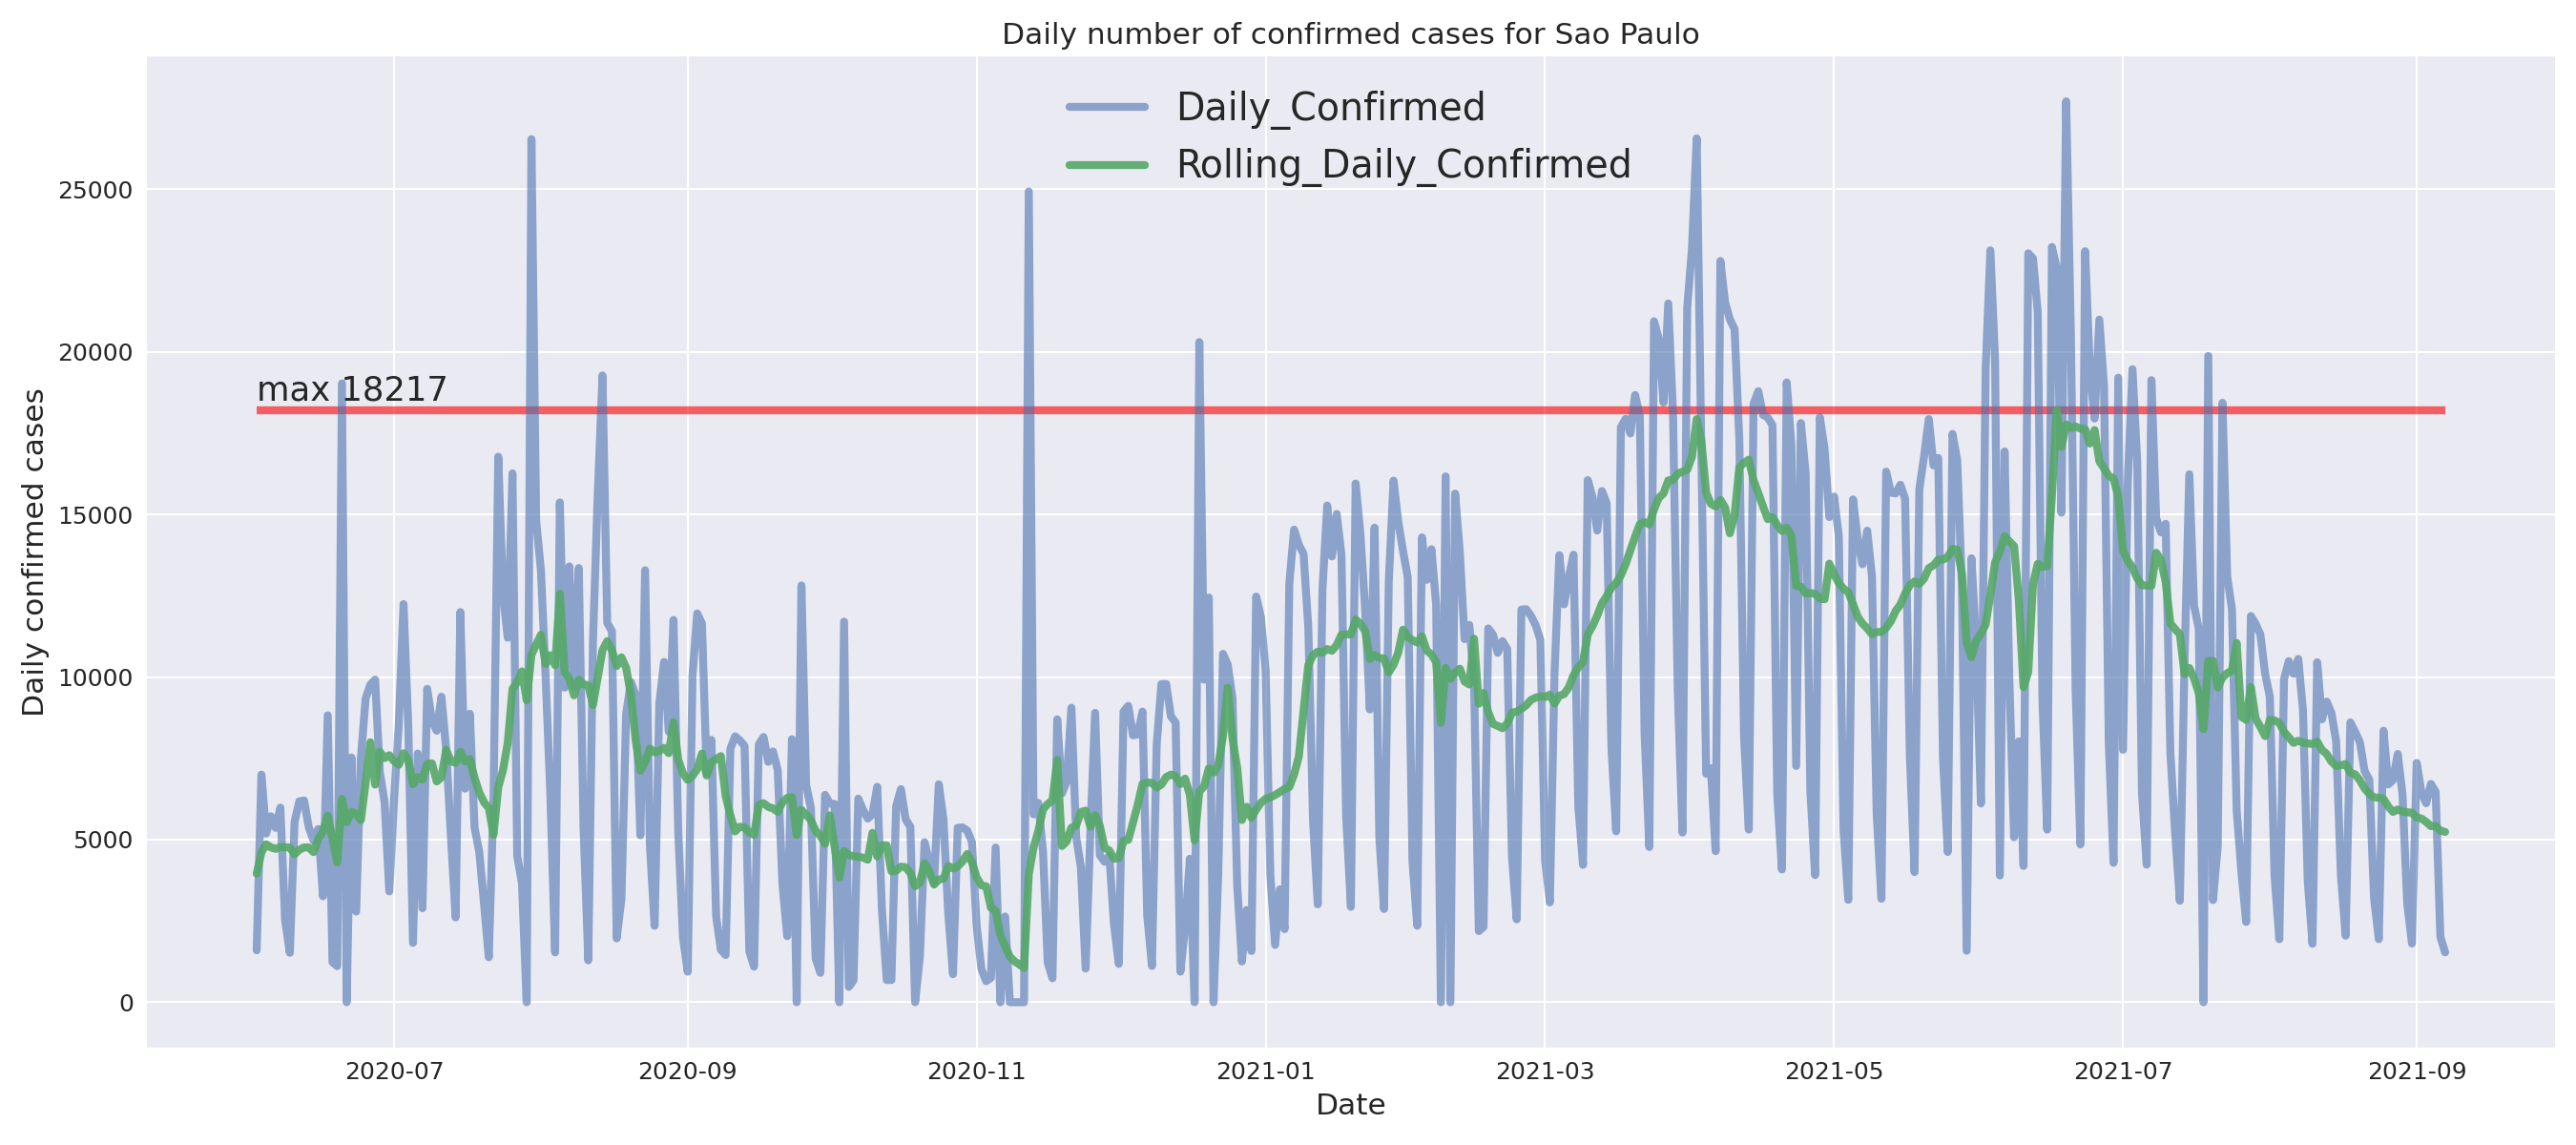 Daily number of confirmed cases for Sao Paulo
Daily_Confirmed
Rolling_Daily_Confirmed
max 18217
Daily confirmed cases
25000
20000
15000
10000
5000
0
2020-07 2020-09 2020-11 2021-01 2021-03 2021-05 2021-07 2021-09
Date